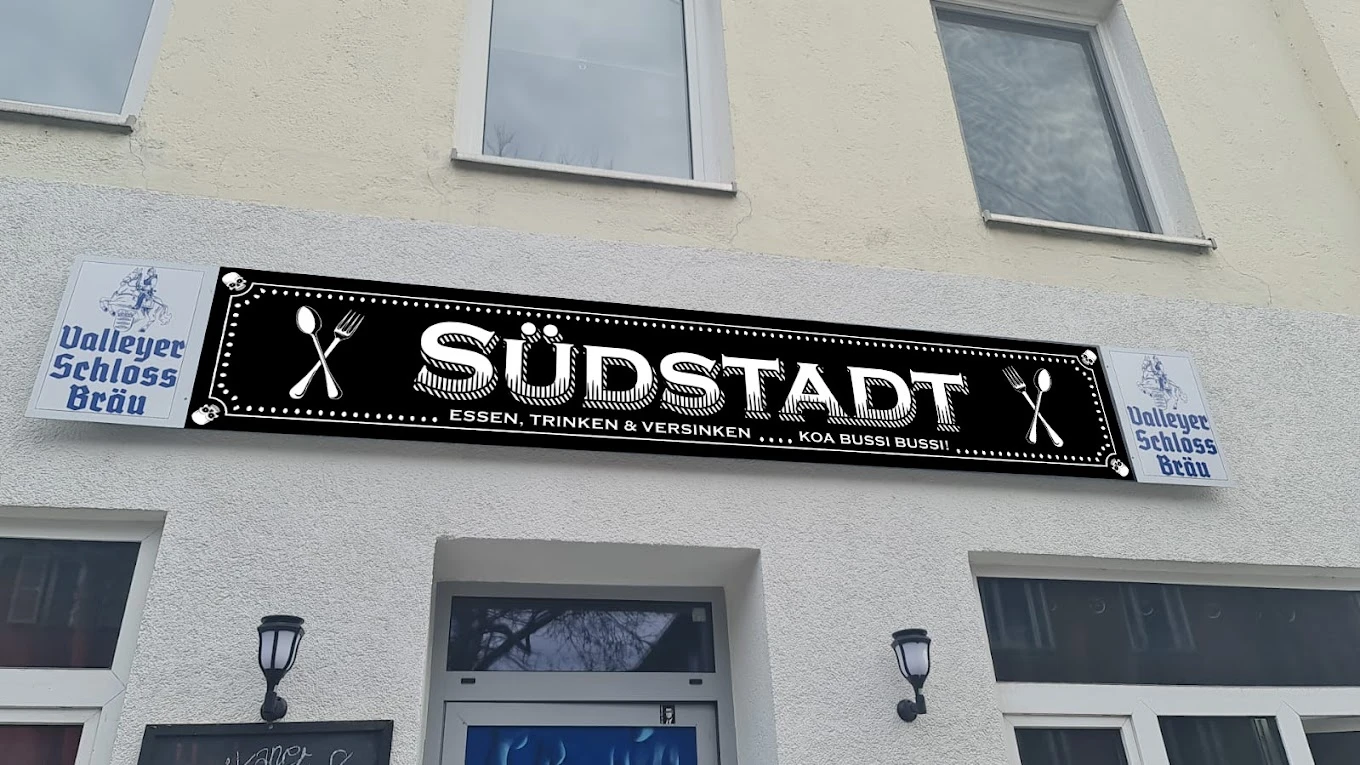 Valleyer
Schloss
Bräu
SÜDSTADT
ESSEN, TRINKEN & VERSINKEN .... KOA BUSSI BUSSI!
Valleyer
Schloss
Bräu